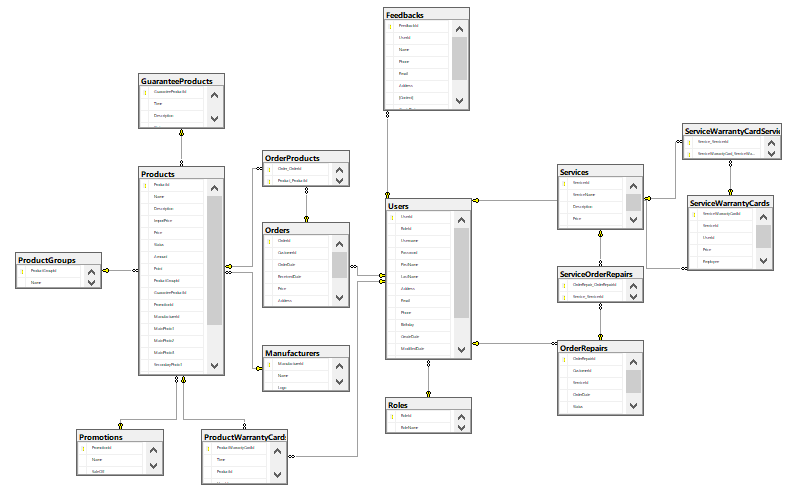 Feedbacks
FeedbackId
UserId
Name
Phone
Email
Address
[Content]
GuaranteeProducts
GuaranteeProductId
Time
Description
Products
ProductId
Name
Description
ImportPrice
Price
Status
Amount
Point
ProductGroupId
GuaranteeProductId
PromotionId
ManufacturerId
MainPhoto1
MainPhoto2
MainPhoto3
SecondaryPhoto1
OrderProducts
Order_OrderId
Product_ProductId
Orders
OrderId
CustomerId
OrderDate
ReceivedDate
Price
Address
ProductGroups
ProductGroupId
Name
Manufacturers
ManufacturerId
Name
Logo
Promotions
PromotionId
Name
SaleOff
ProductWarrantyCards
ProductWarrantyCardId
Time
ProductId
Users
UserId
RoleId
Username
Password
FirstName
LastName
Address
Email
Phone
Birthday
CreateDate
ModifiedDate
Roles
RoleId
RoleName
Services
ServiceId
ServiceName
Description
Price
ServiceOrderRepairs
OrderRepair_OrderRepairId
Service_ServiceId
OrderRepairs
OrderRepairId
CustomerId
ServiceId
OrderDate
Status
ServiceWarrantyCardServi
Service_ServiceId
ServiceWarrantyCard_ServiceWa...
ServiceWarrantyCards
ServiceWarrantyCardId
ServiceId
UserId
Price
Employee